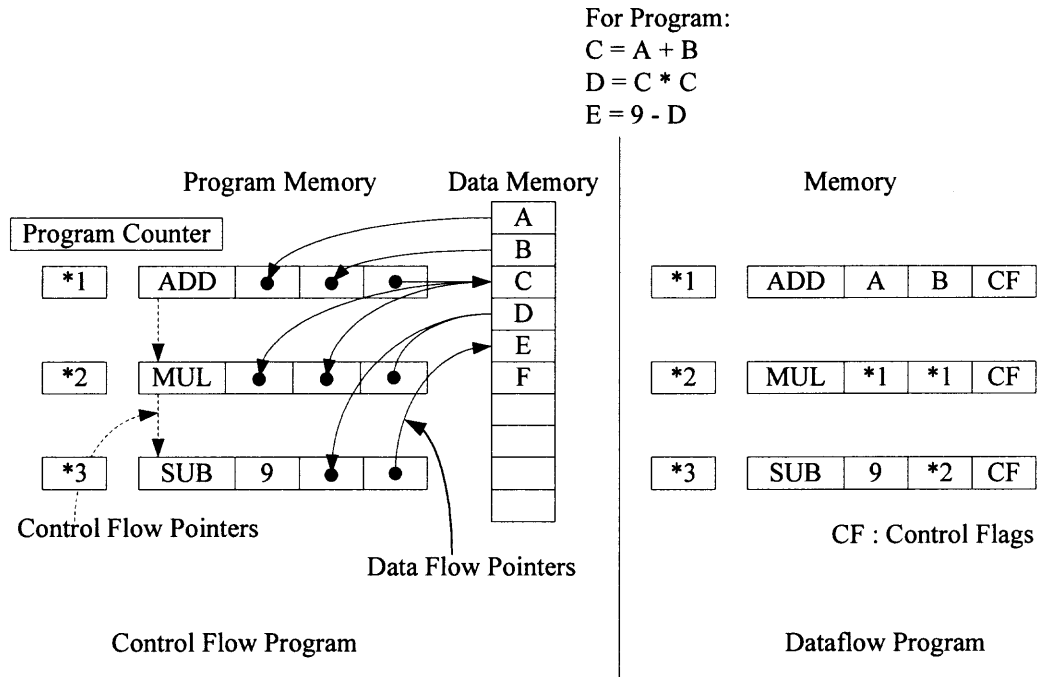 For Program:
C = A + B
D = C * C
E = 9 - D
Program Memory
Data Memory
Memory
Program Counter
A
B
C
D
E
F
*1 ADD
*2 MUL
*3 SUB 9
Control Flow Pointers
Data Flow Pointers
Control Flow Program
*1 ADD A B CF
*2 MUL *1 *1 CF
*3 SUB 9 *2 CF
CF : Control Flags
Dataflow Program